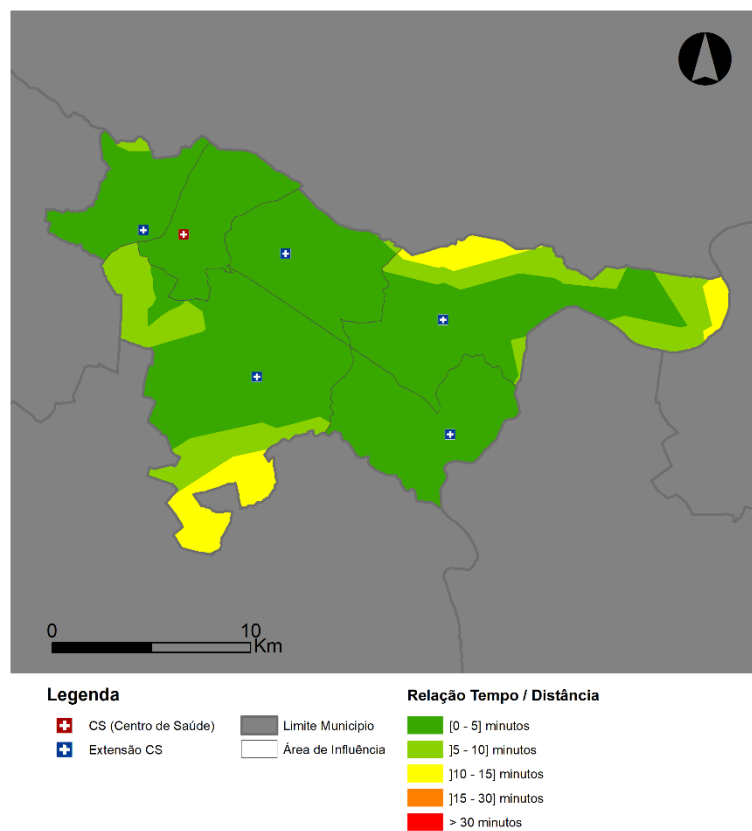 0 10
Km
Legenda
CS (Centro de Saúde)
Extensão CS
Limite Municipio
Área de Influência
Relação Tempo / Distância
[0 - 5] minutos
]5 - 10] minutos
]10 - 15] minutos
]15 - 30] minutos
> 30 minutos